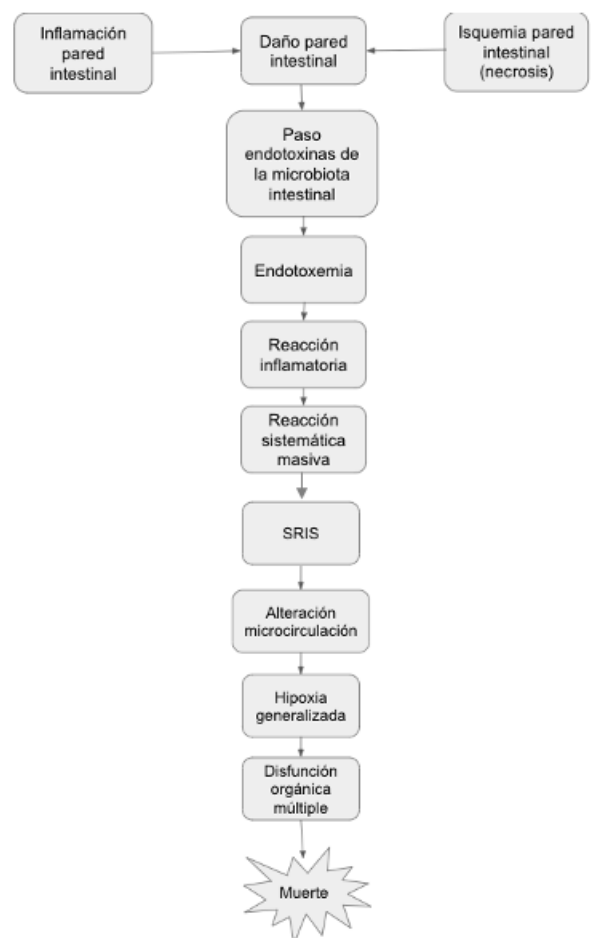 Inflamación
pared
intestinal
Daño pared
intestinal
Isquemia pared
intestinal
(necrosis)
Paso
endotoxinas de
la microbiota
intestinal
Endotoxemia
Reacción
inflamatoria
Reacción
sistemática
masiva
SRIS
Alteración
microcirculación
Hipoxia
generalizada
Disfunción
orgánica
múltiple
Muerte